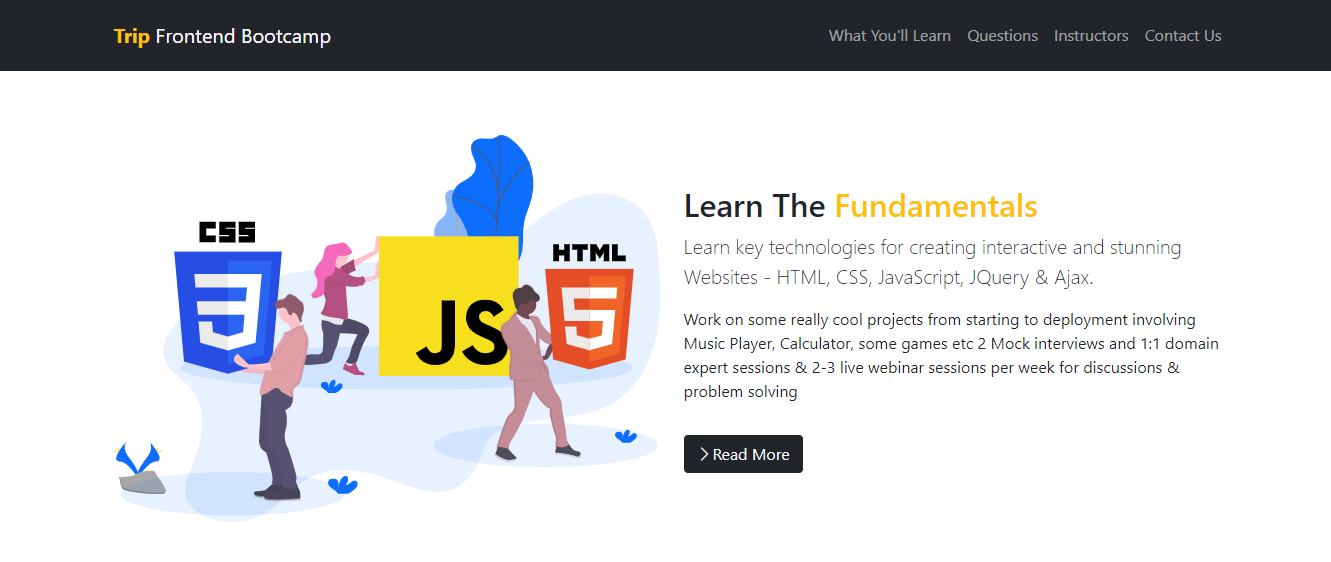 Trip Frontend Bootcamp
What You'll Learn Questions Instructors Contact Us
CSS
JS
HTML
Learn The Fundamentals
Learn key technologies for creating interactive and stunning
Websites - HTML, CSS, JavaScript, JQuery & Ajax.
Work on some really cool projects from starting to deployment involving
Music Player, Calculator, some games etc 2 Mock interviews and 1:1 domain
expert sessions & 2-3 live webinar sessions per week for discussions &
problem solving
Read More